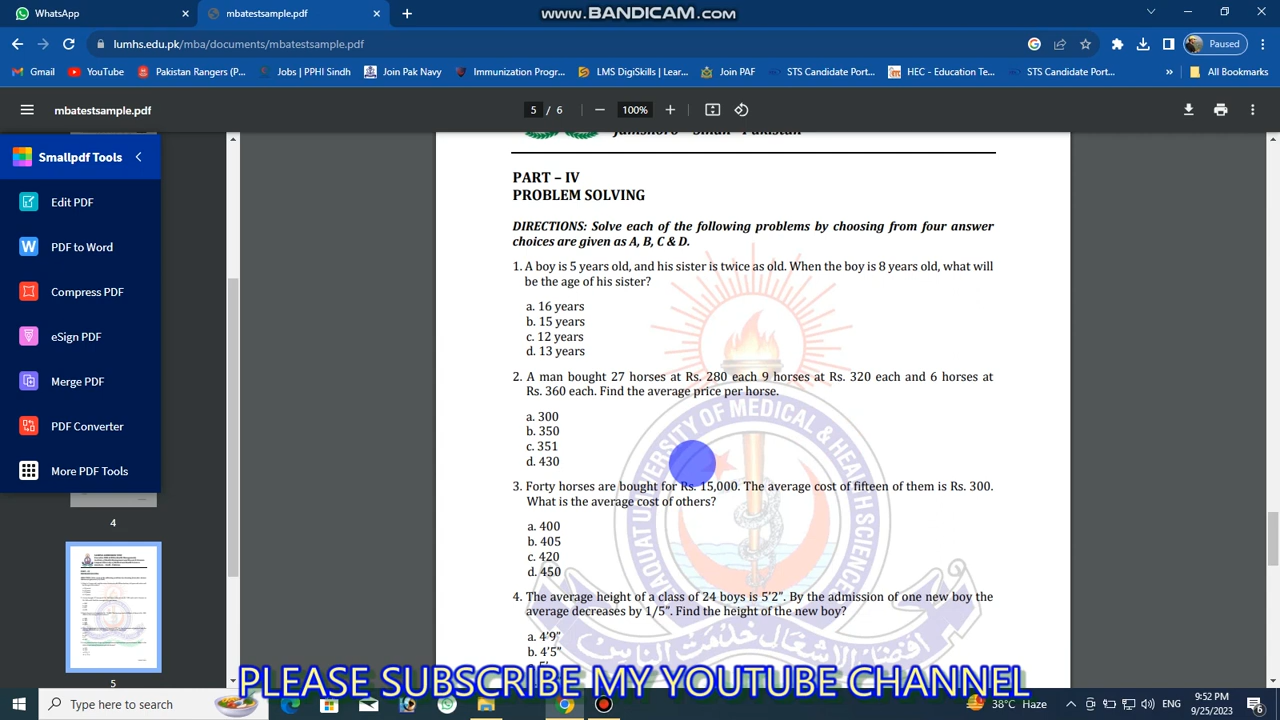 WhatsApp
mbatestsample.pdf
www.BANDICAM.com
lumhs.edu.pk/mba/documents/mbatestsample.pdf
Paused
Gmail
YouTube
Pakistan Rangers (P...
Jobs | PPHI Sindh
Join Pak Navy
Immunization Progr...
LMS DigiSkills | Lear...
Join PAF
STS Candidate Port...
HEC - Education Te...
STS Candidate Port...
»
All Bookmarks
mbatestsample.pdf
5 / 6
100%
Smallpdf Tools
Edit PDF
PDF to Word
Compress PDF
eSign PDF
Merge PDF
PDF Converter
More PDF Tools
4
5
Jamshoro – Sindh - Pakistan
PART – IV
PROBLEM SOLVING
DIRECTIONS: Solve each of the following problems by choosing from four answer
choices are given as A, B, C & D.
1. A boy is 5 years old, and his sister is twice as old. When the boy is 8 years old, what will
be the age of his sister?
a. 16 years
b. 15 years
c. 12 years
d. 13 years
2. A man bought 27 horses at Rs. 280 each 9 horses at Rs. 320 each and 6 horses at
Rs. 360 each. Find the average price per horse.
a. 300
b. 350
c. 351
d. 430
3. Forty horses are bought for Rs. 15,000. The average cost of fifteen of them is Rs. 300.
What is the average cost of others?
a. 400
b. 405
c. 420
d. 450
4. The average height of a class of 24 boys is 5’2”. By the admission of one new boy the
average decreases by 1/5”. Find the height of the new boy?
a. 4’9”
b. 4’5”
UNIVERSITY OF MEDICAL & HEALTH SCIENCES
PLEASE SUBSCRIBE MY YOUTUBE CHANNEL
Type here to search
38°C Haze
ENG
9:52 PM
9/25/2023
6